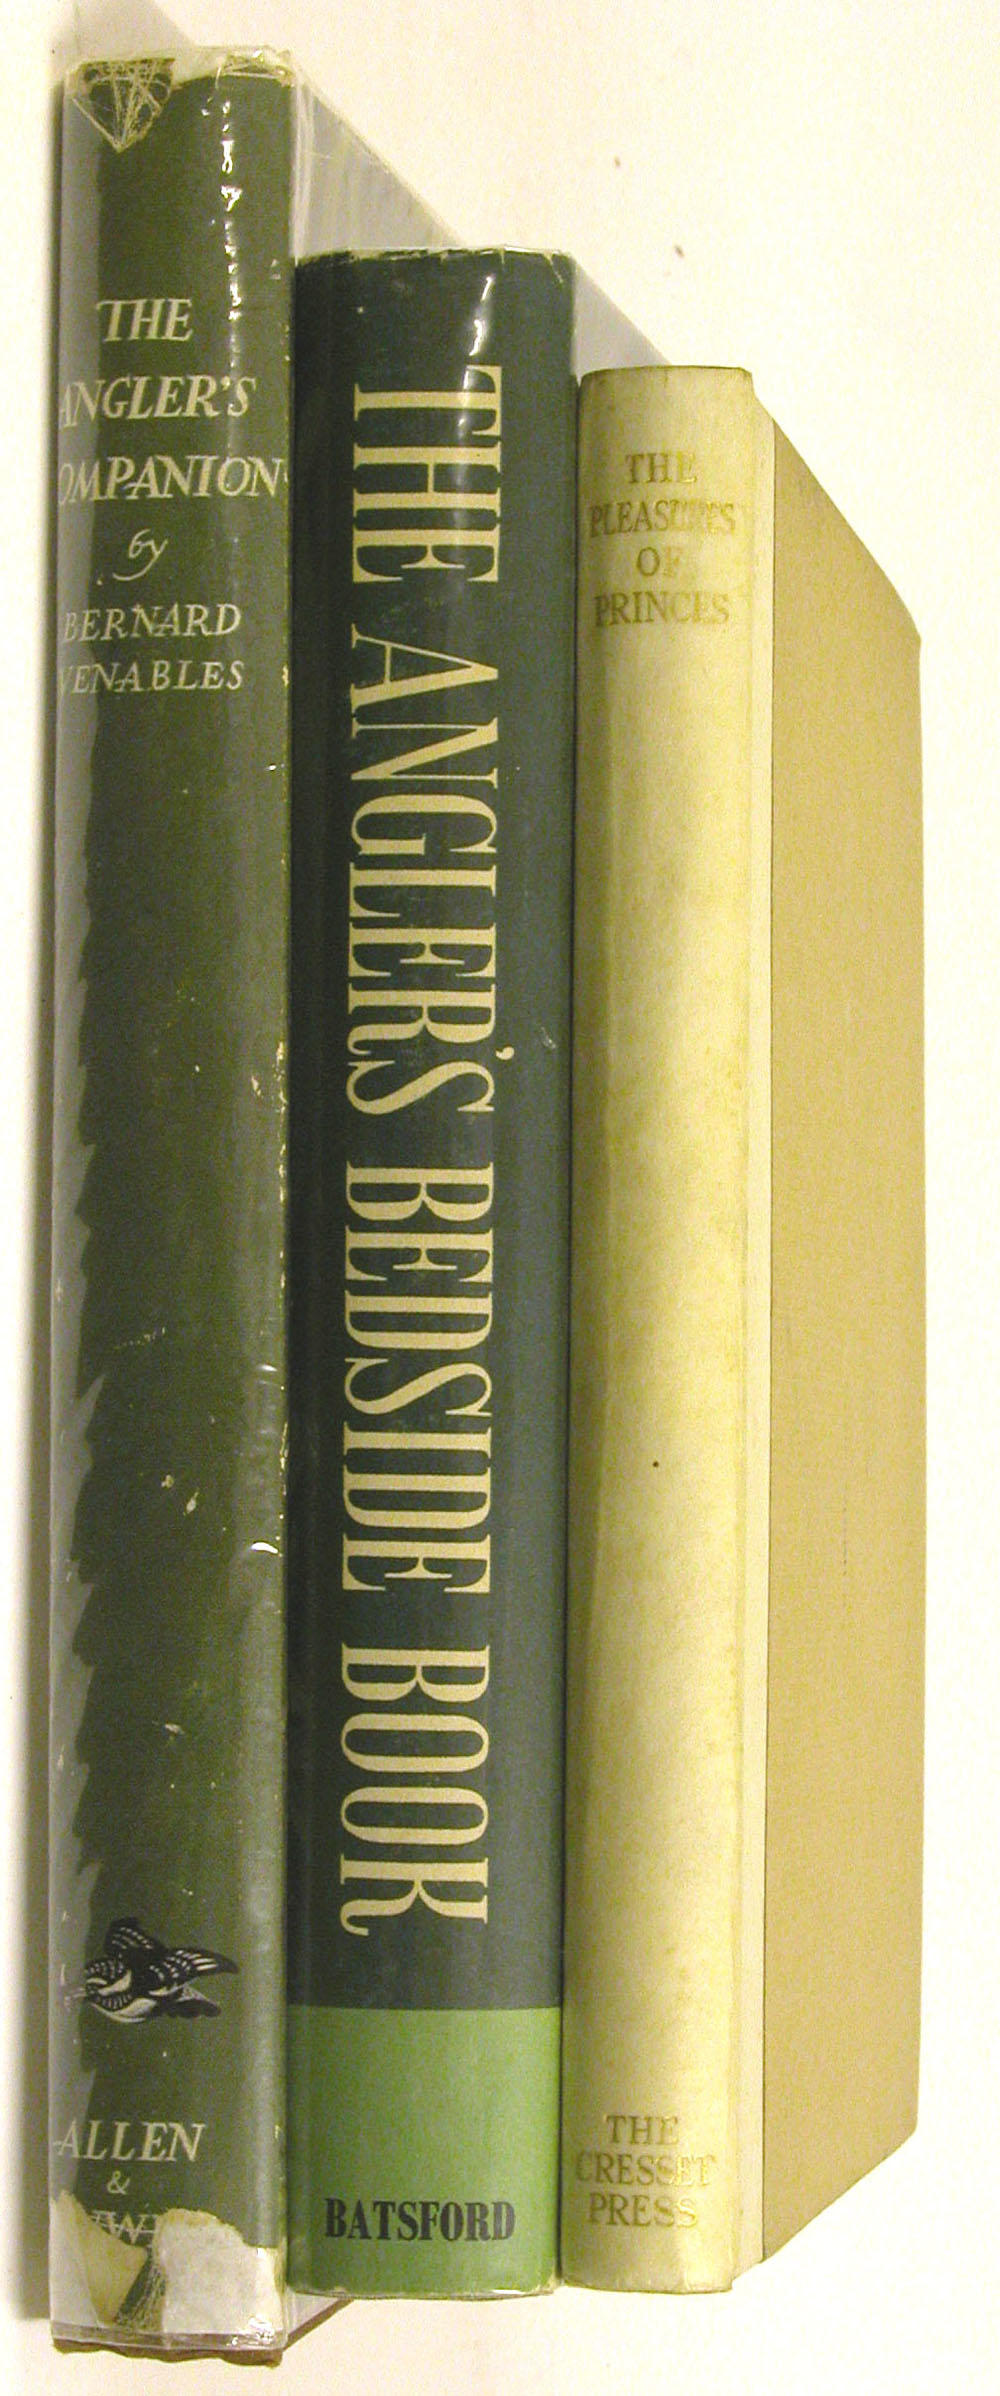 THE
ANGLER'S
COMPANION
by
BERNARD
VENABLES
ALLEN
&
THE ANGLER'S BEDSIDE BOOK
BATSFORD
THE
PLEASURES
OF
PRINCES
THE
CRESSET
PRESS